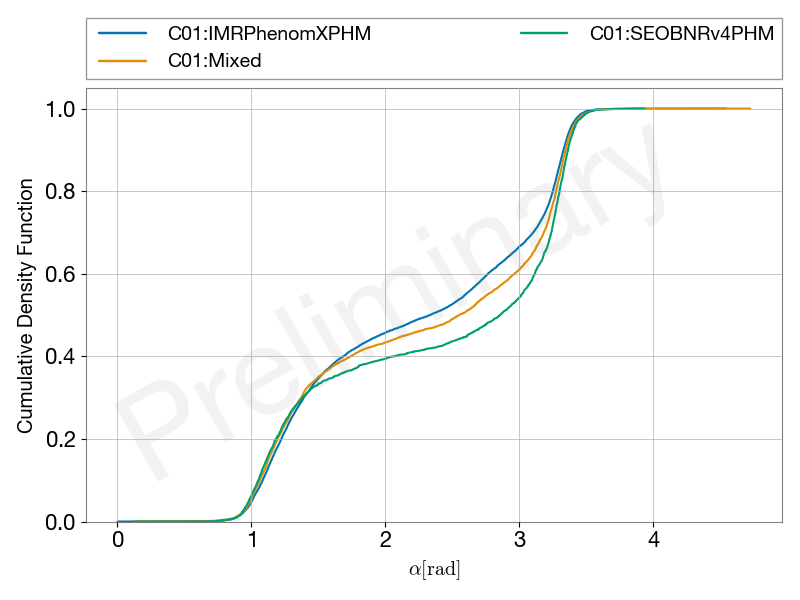 C01:IMRPhenomXPHM
C01:Mixed
C01:SEOBNRv4PHM
Preliminary
Cumulative Density Function
1.0
0.8
0.6
0.4
0.2
0.0
0 1 2 3 4
α[rad]